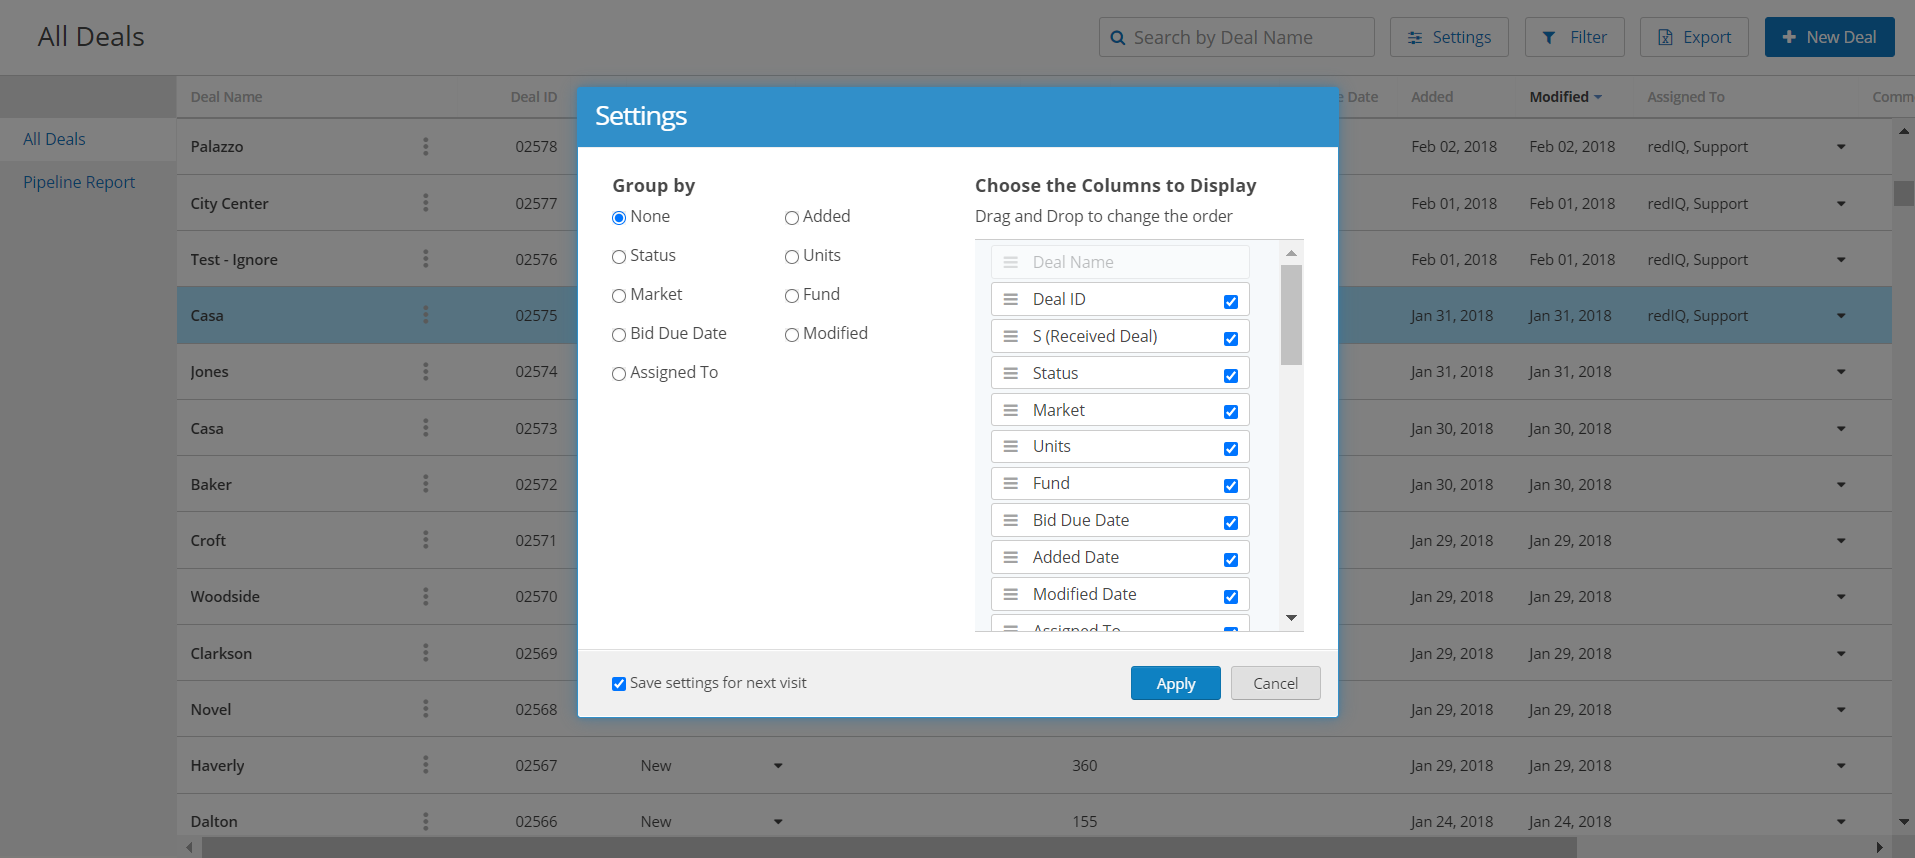 All Deals
Search by Deal Name
Settings
Filter
Export
New Deal
Deal Name Deal ID e Date Added Modified Assigned To Comm
All Deals
Pipeline Report
Palazzo 02578 Feb 02, 2018 Feb 02, 2018 redIQ, Support
City Center 02577 Feb 01, 2018 Feb 01, 2018 redIQ, Support
Test - Ignore 02576 Feb 01, 2018 Feb 01, 2018 redIQ, Support
Casa 02575 Jan 31, 2018 Jan 31, 2018 redIQ, Support
Jones 02574 Jan 31, 2018 Jan 31, 2018
Casa 02573 Jan 30, 2018 Jan 30, 2018
Baker 02572 Jan 30, 2018 Jan 30, 2018
Croft 02571 Jan 29, 2018 Jan 29, 2018
Woodside 02570 Jan 29, 2018 Jan 29, 2018
Clarkson 02569 Jan 29, 2018 Jan 29, 2018
Novel 02568 Jan 29, 2018 Jan 29, 2018
Haverly 02567 New 360 Jan 29, 2018 Jan 29, 2018
Dalton 02566 New 155 Jan 24, 2018 Jan 24, 2018
Settings
Group by
None Added
Status Units
Market Fund
Bid Due Date Modified
Assigned To
Choose the Columns to Display
Drag and Drop to change the order
Deal Name
Deal ID
S (Received Deal)
Status
Market
Units
Fund
Bid Due Date
Added Date
Modified Date
Assigned To
Save settings for next visit
Apply
Cancel